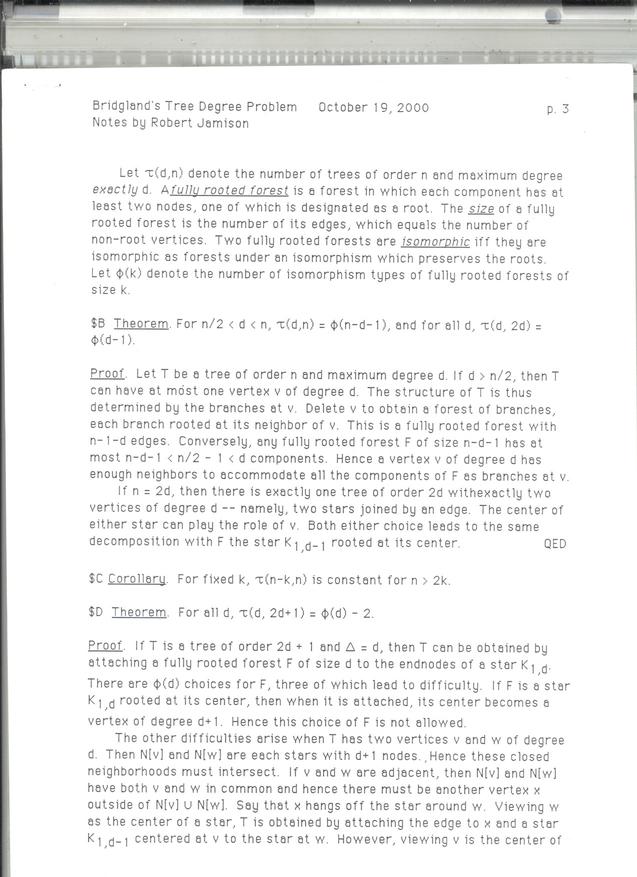 Bridgland's Tree Degree Problem October 19, 2000 p. 3
Notes by Robert Jamison
Let τ(d,n) denote the number of trees of order n and maximum degree
exactly d. A fully rooted forest is a forest in which each component has at
least two nodes, one of which is designated as a root. The size of a fully
rooted forest is the number of its edges, which equals the number of
non-root vertices. Two fully rooted forests are isomorphic iff they are
isomorphic as forests under an isomorphism which preserves the roots.
Let φ(k) denote the number of isomorphism types of fully rooted forests of
size k.
$B Theorem. For n/2 < d < n, τ(d,n) = φ(n-d-1), and for all d, τ(d, 2d) =
φ(d-1).
Proof. Let T be a tree of order n and maximum degree d. If d > n/2, then T
can have at most one vertex v of degree d. The structure of T is thus
determined by the branches at v. Delete v to obtain a forest of branches,
each branch rooted at its neighbor of v. This is a fully rooted forest with
n-1-d edges. Conversely, any fully rooted forest F of size n-d-1 has at
most n-d-1 < n/2 - 1 < d components. Hence a vertex v of degree d has
enough neighbors to accommodate all the components of F as branches at v.
If n = 2d, then there is exactly one tree of order 2d withexactly two
vertices of degree d -- namely, two stars joined by an edge. The center of
either star can play the role of v. Both either choice leads to the same
decomposition with F the star K1,d-1 rooted at its center. QED
$C Corollary. For fixed k, τ(n-k,n) is constant for n > 2k.
$D Theorem. For all d, τ(d, 2d+1) = φ(d) - 2.
Proof. If T is a tree of order 2d + 1 and Δ = d, then T can be obtained by
attaching a fully rooted forest F of size d to the endnodes of a star K1,d.
There are φ(d) choices for F, three of which lead to difficulty. If F is a star
K1,d rooted at its center, then when it is attached, its center becomes a
vertex of degree d+1. Hence this choice of F is not allowed.
The other difficulties arise when T has two vertices v and w of degree
d. Then N[v] and N[w] are each stars with d+1 nodes. Hence these closed
neighborhoods must intersect. If v and w are adjacent, then N[v] and N[w]
have both v and w in common and hence there must be another vertex x
outside of N[v] ∪ N[w]. Say that x hangs off the star around w. Viewing w
as the center of a star, T is obtained by attaching the edge to x and a star
K1,d-1 centered at v to the star at w. However, viewing v is the center of